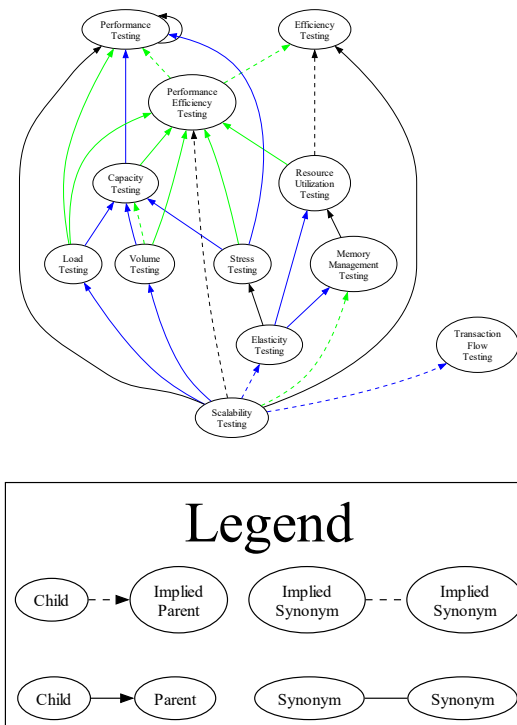 Performance
Testing
Efficiency
Testing
Performance
Efficiency
Testing
Capacity
Testing
Resource
Utilization
Testing
Load
Testing
Volume
Testing
Stress
Testing
Memory
Management
Testing
Elasticity
Testing
Transaction
Flow
Testing
Scalability
Testing
Legend
Child
Implied
Parent
Implied
Synonym
Implied
Synonym
Child
Parent
Synonym
Synonym